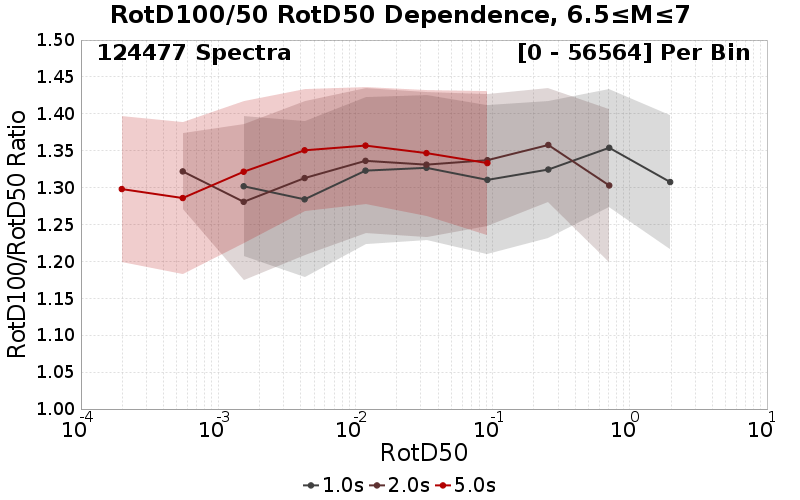 RotD100/50 RotD50 Dependence, 6.5≤M≤7
124477 Spectra
[0 - 56564] Per Bin
RotD100/RotD50 Ratio
1.50
1.45
1.40
1.35
1.30
1.25
1.20
1.15
1.10
1.05
1.00
10^-4 10^-3 10^-2 10^-1 10^0 10^1
RotD50
1.0s 2.0s 5.0s